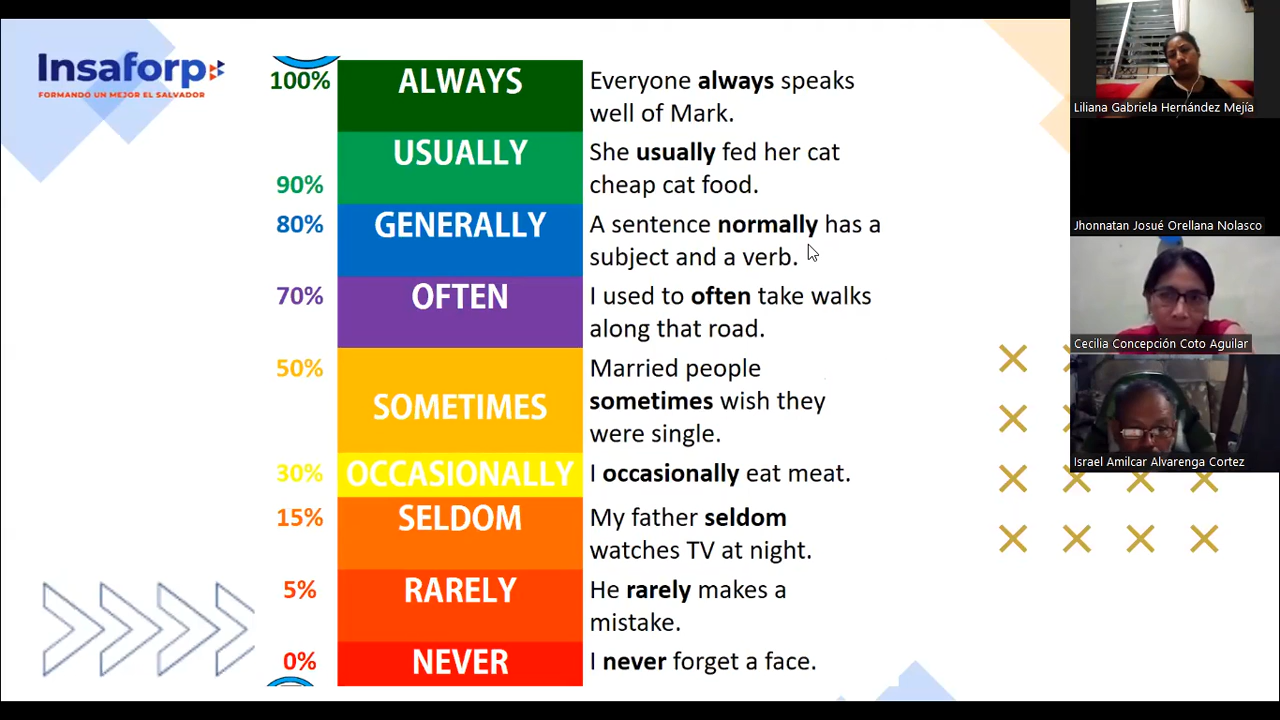 Insaforp
FORMANDO UN MEJOR EL SALVADOR
100% ALWAYS Everyone always speaks
well of Mark.
USUALLY She usually fed her cat
90% cheap cat food.
80% GENERALLY A sentence normally has a
subject and a verb.
70% OFTEN I used to often take walks
along that road.
50% Married people
SOMETIMES sometimes wish they
were single.
30% OCCASIONALLY I occasionally eat meat.
15% SELDOM My father seldom
watches TV at night.
5% RARELY He rarely makes a
mistake.
0% NEVER I never forget a face.
Liliana Gabriela Hernández Mejía
Jhonnatan Josué Orellana Nolasco
Cecilia Concepción Coto Aguilar
Israel Amilcar Alvarenga Cortez